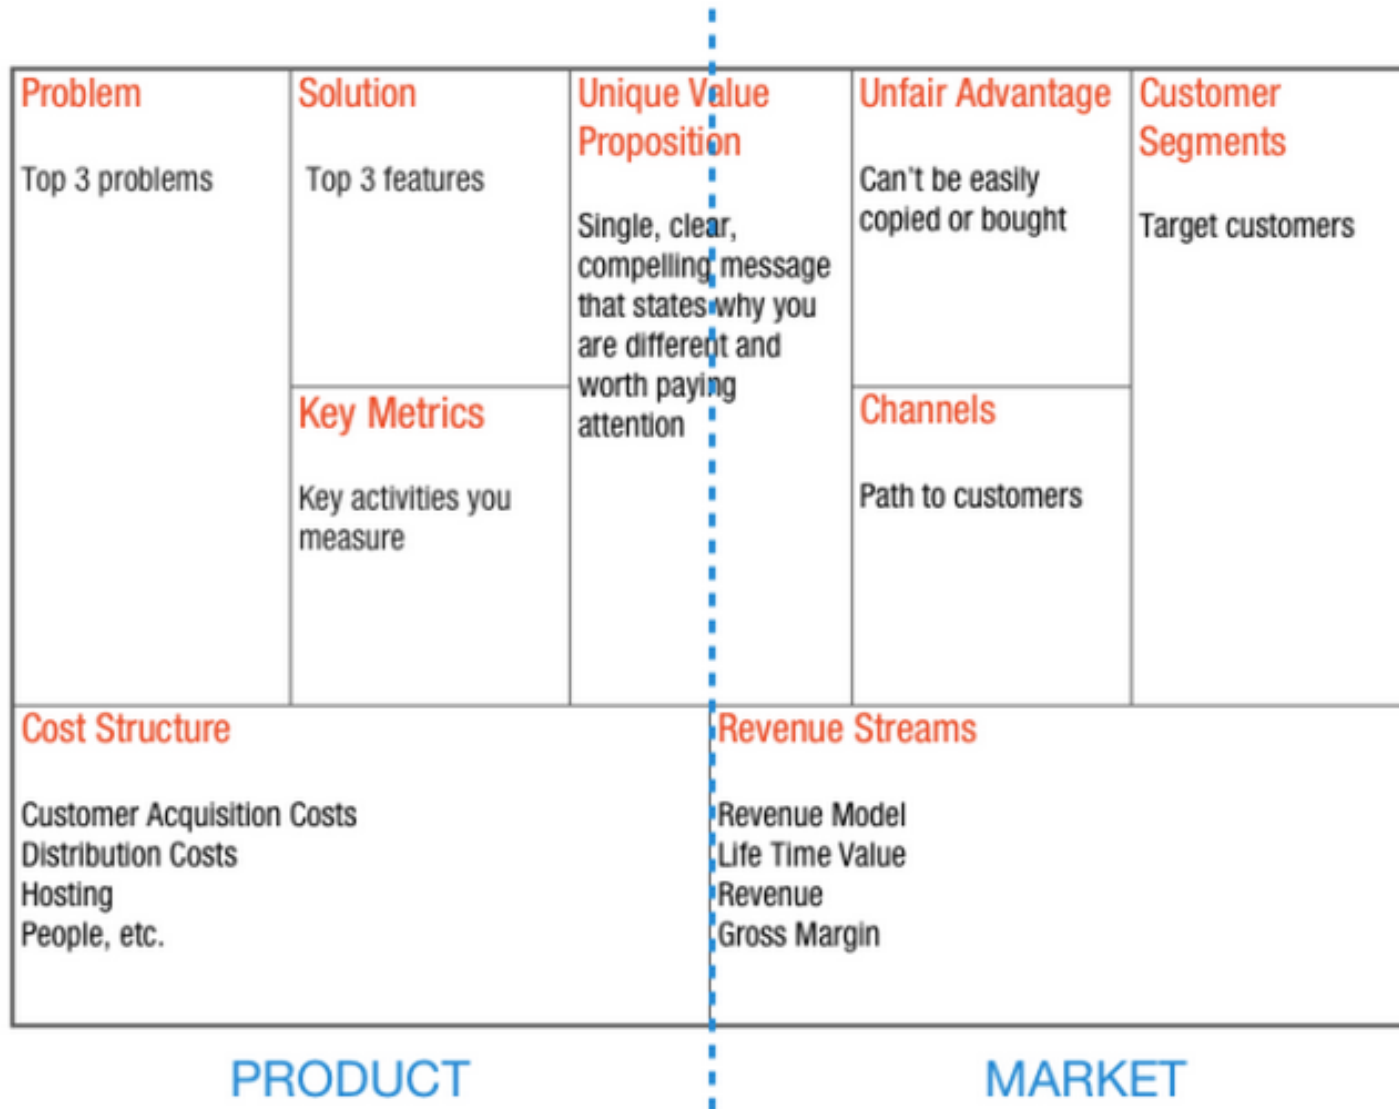 Problem
Top 3 problems
Solution
Top 3 features
Key Metrics
Key activities you
measure
Unique Value
Proposition
Single, clear,
compelling message
that states why you
are different and
worth paying
attention
Unfair Advantage
Can't be easily
copied or bought
Channels
Path to customers
Customer
Segments
Target customers
Cost Structure
Customer Acquisition Costs
Distribution Costs
Hosting
People, etc.
Revenue Streams
Revenue Model
Life Time Value
Revenue
Gross Margin
PRODUCT
MARKET